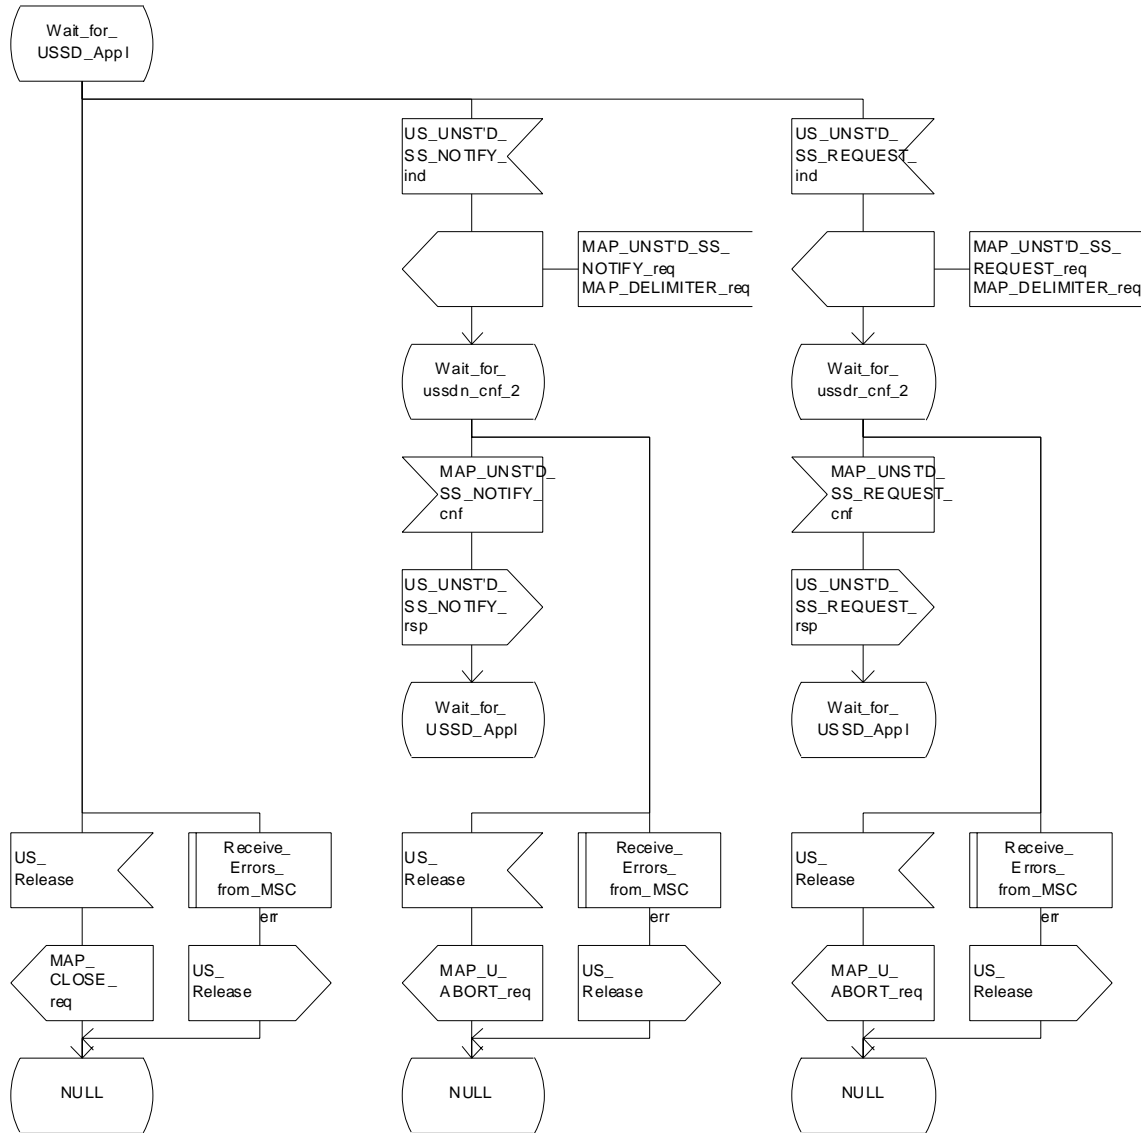 Wait_for_
USSD_Appl
US_UNST'D_
SS_NOTIFY_
ind
US_UNST'D_
SS_REQUEST_
ind
MAP_UNST'D_SS_
NOTIFY_req
MAP_DELIMITER_req
MAP_UNST'D_SS_
REQUEST_req
MAP_DELIMITER_req
Wait_for_
ussdn_cnf_2
Wait_for_
ussdr_cnf_2
MAP_UNST'D_
SS_NOTIFY_
cnf
MAP_UNST'D_
SS_REQUEST_
cnf
US_UNST'D_
SS_NOTIFY_
rsp
US_UNST'D_
SS_REQUEST_
rsp
Wait_for_
USSD_Appl
Wait_for_
USSD_Appl
US_
Release
Receive_
Errors_
from_MSC
err
US_
Release
Receive_
Errors_
from_MSC
err
US_
Release
Receive_
Errors_
from_MSC
err
MAP_
CLOSE_
req
US_
Release
MAP_U_
ABORT_req
US_
Release
MAP_U_
ABORT_req
US_
Release
NULL
NULL
NULL